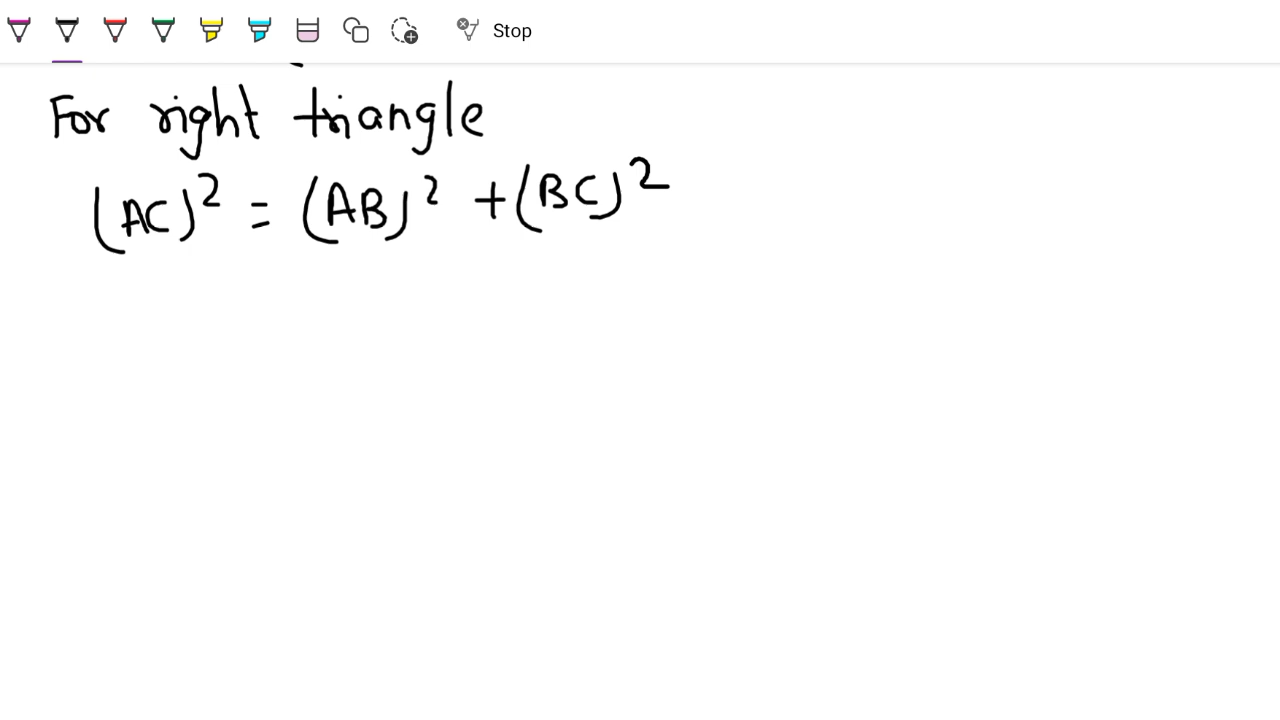 Stop
For right triangle
(AC)² = (AB)² + (BC)²